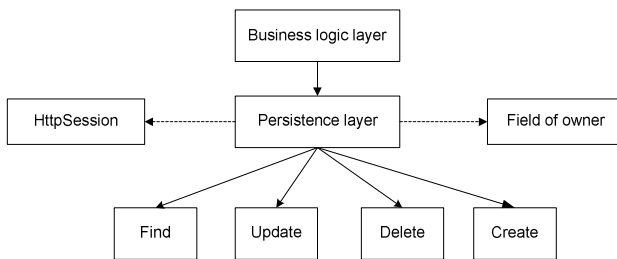 Business logic layer
HttpSession
Persistence layer
Field of owner
Find
Update
Delete
Create